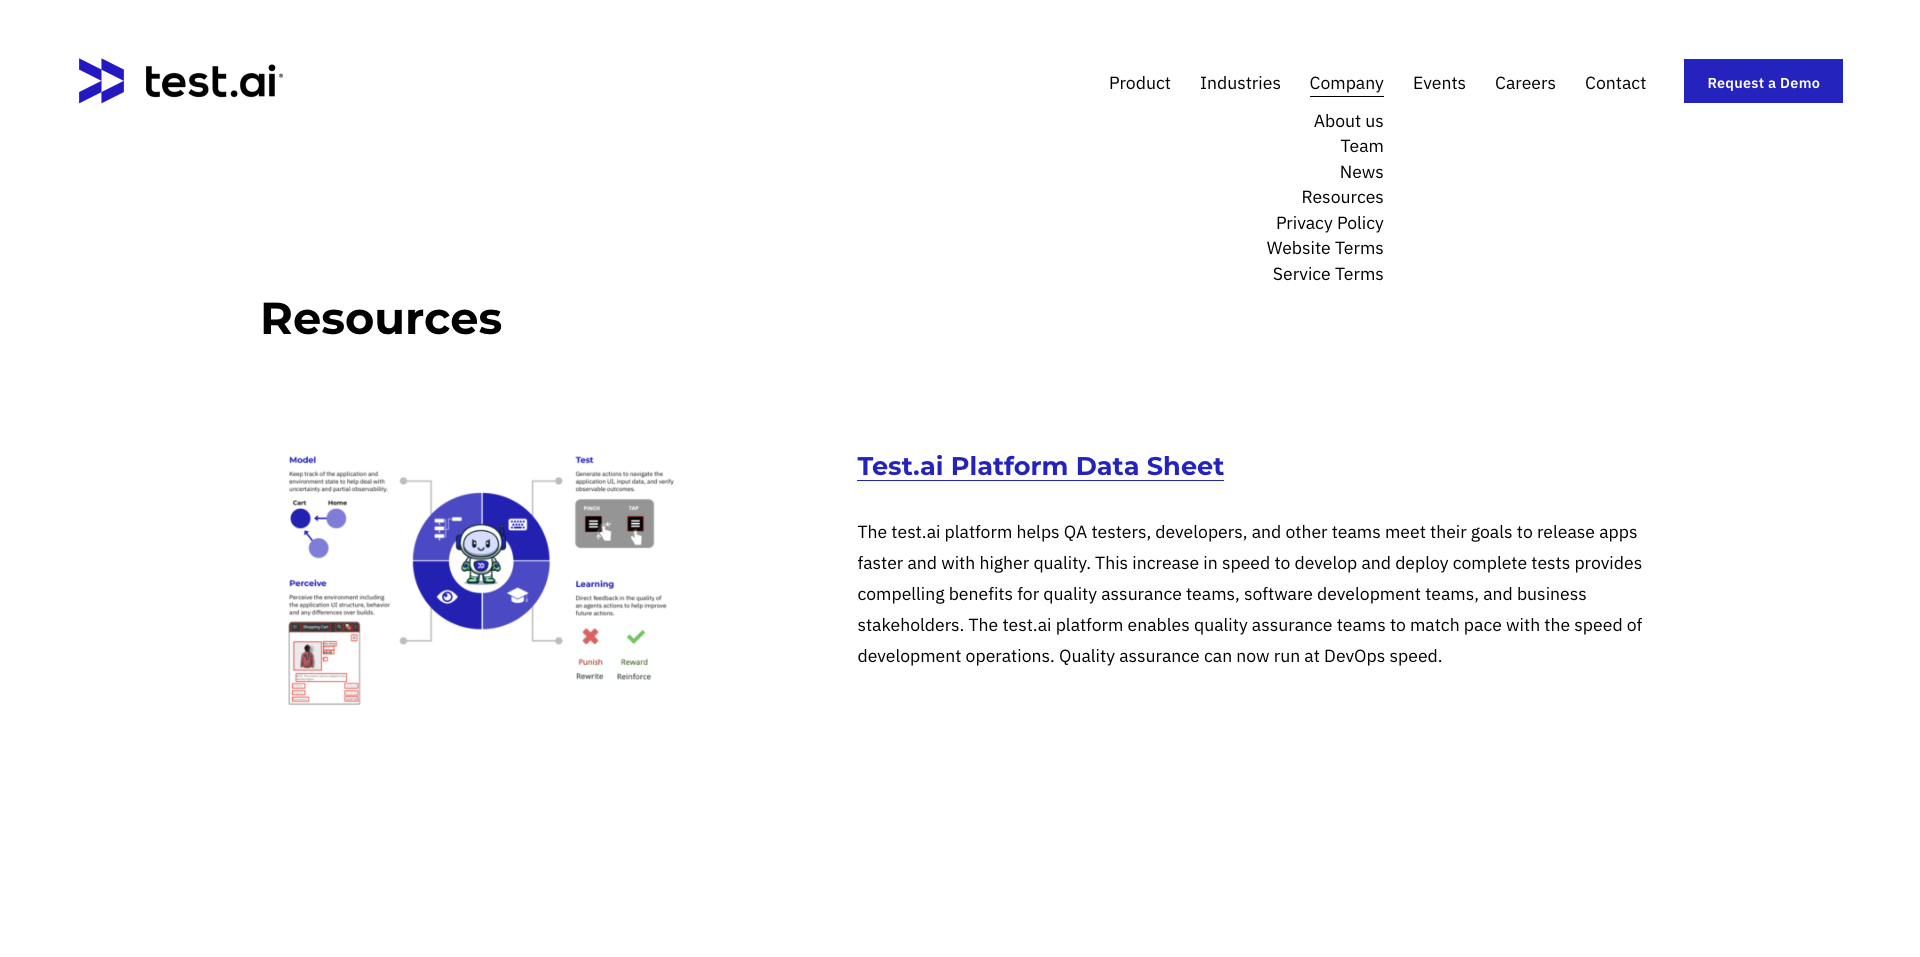 test.ai
Product Industries Company Events Careers Contact Request a Demo
About us
Team
News
Resources
Privacy Policy
Website Terms
Service Terms
Resources
Model
Keep track of the application and
environment state to help deal with
uncertainty and partial observability.
Cart Home
Test
Generate actions to navigate the
application UI, input data, and verify
observable outcomes.
PINCH TAP
Perceive
Perceive the environment including
the application UI structure, behavior
and any differences over builds.
Shopping Cart
Learning
Direct feedback in the quality of
an agents actions to help improve
future actions.
Punish Reward
Rewrite Reinforce
Test.ai Platform Data Sheet
The test.ai platform helps QA testers, developers, and other teams meet their goals to release apps
faster and with higher quality. This increase in speed to develop and deploy complete tests provides
compelling benefits for quality assurance teams, software development teams, and business
stakeholders. The test.ai platform enables quality assurance teams to match pace with the speed of
development operations. Quality assurance can now run at DevOps speed.